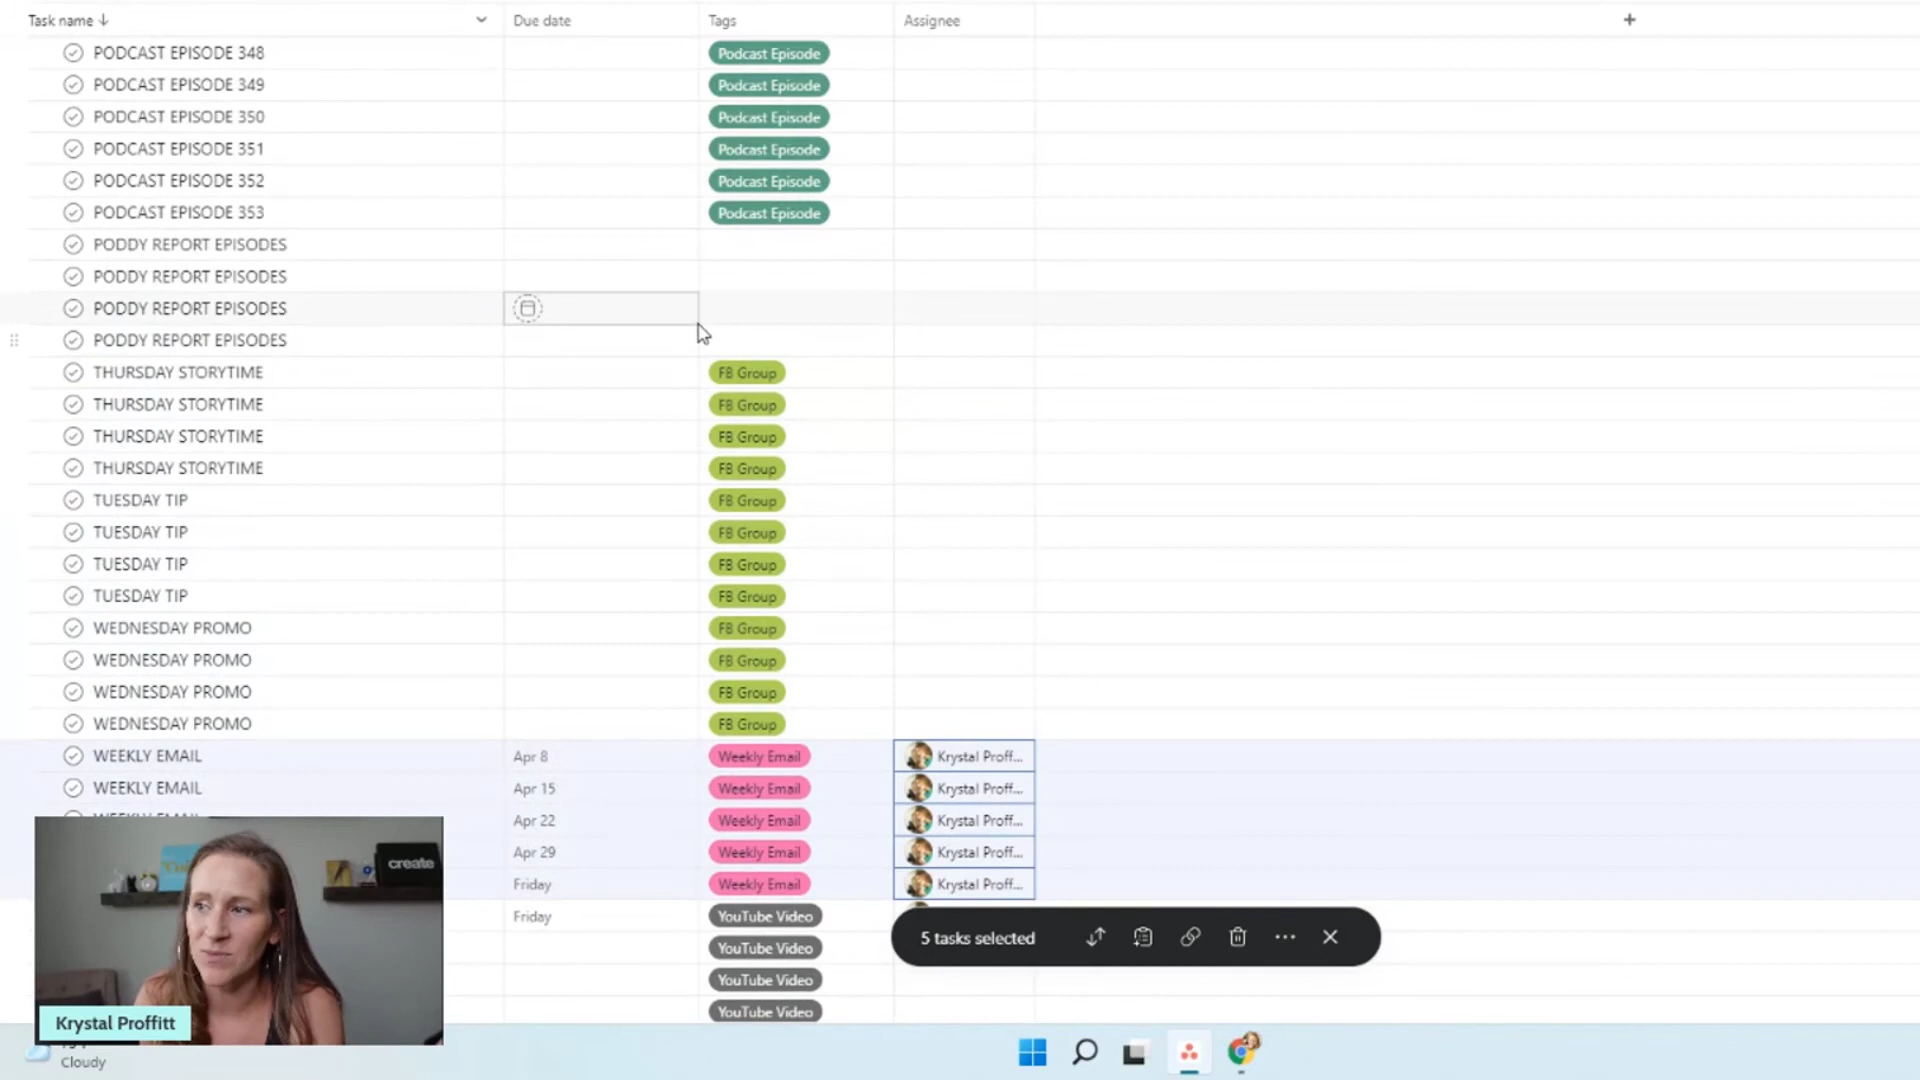 Task name ↓ Due date Tags Assignee +
PODCAST EPISODE 348 Podcast Episode
PODCAST EPISODE 349 Podcast Episode
PODCAST EPISODE 350 Podcast Episode
PODCAST EPISODE 351 Podcast Episode
PODCAST EPISODE 352 Podcast Episode
PODCAST EPISODE 353 Podcast Episode
PODDY REPORT EPISODES
PODDY REPORT EPISODES
PODDY REPORT EPISODES
PODDY REPORT EPISODES
THURSDAY STORYTIME FB Group
THURSDAY STORYTIME FB Group
THURSDAY STORYTIME FB Group
THURSDAY STORYTIME FB Group
TUESDAY TIP FB Group
TUESDAY TIP FB Group
TUESDAY TIP FB Group
TUESDAY TIP FB Group
WEDNESDAY PROMO FB Group
WEDNESDAY PROMO FB Group
WEDNESDAY PROMO FB Group
WEDNESDAY PROMO FB Group
WEEKLY EMAIL Apr 8 Weekly Email Krystal Proff...
WEEKLY EMAIL Apr 15 Weekly Email Krystal Proff...
WEEKLY EMAIL Apr 22 Weekly Email Krystal Proff...
Apr 29 Weekly Email Krystal Proff...
Friday Weekly Email Krystal Proff...
Friday YouTube Video
YouTube Video
YouTube Video
YouTube Video
5 tasks selected
create
Krystal Proffitt
Cloudy